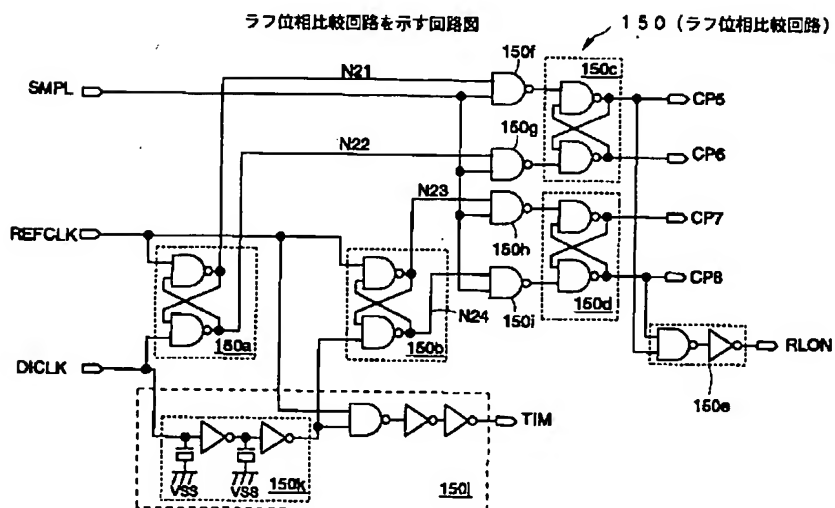 ラフ位相比較回路を示す回路図
150 (ラフ位相比較回路)
150f
150c
N21
SMPL
CP5
150g
N22
CP6
N23
150h
REFCLK
CP7
CP8
150i
150d
N24
150a
150b
DICLK
RLON
150e
TIM
VSS
VSS
150k
150j